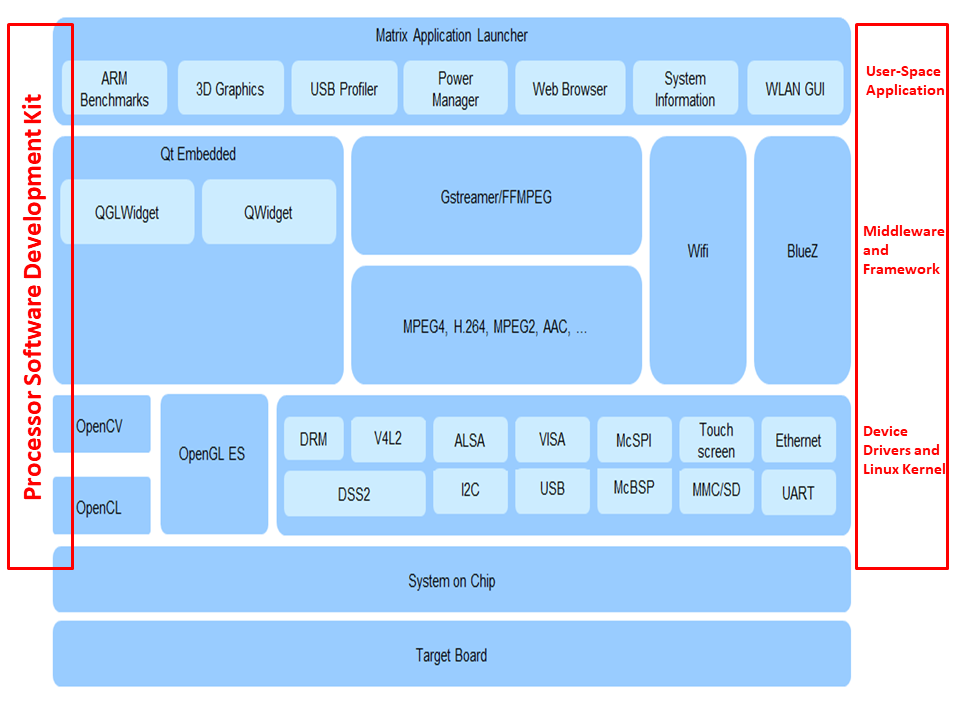 Processor Software Development Kit
Matrix Application Launcher
ARM
Benchmarks
3D Graphics
USB Profiler
Power
Manager
Web Browser
System
Information
WLAN GUI
User-Space
Application
Qt Embedded
QGLWidget
QWidget
Gstreamer/FFMPEG
MPEG4, H.264, MPEG2, AAC, ...
Wifi
BlueZ
Middleware
and
Framework
OpenCV
OpenCL
OpenGL ES
DRM
V4L2
ALSA
VISA
McSPI
Touch
screen
Ethernet
DSS2
I2C
USB
McBSP
MMC/SD
UART
Device
Drivers and
Linux Kernel
System on Chip
Target Board